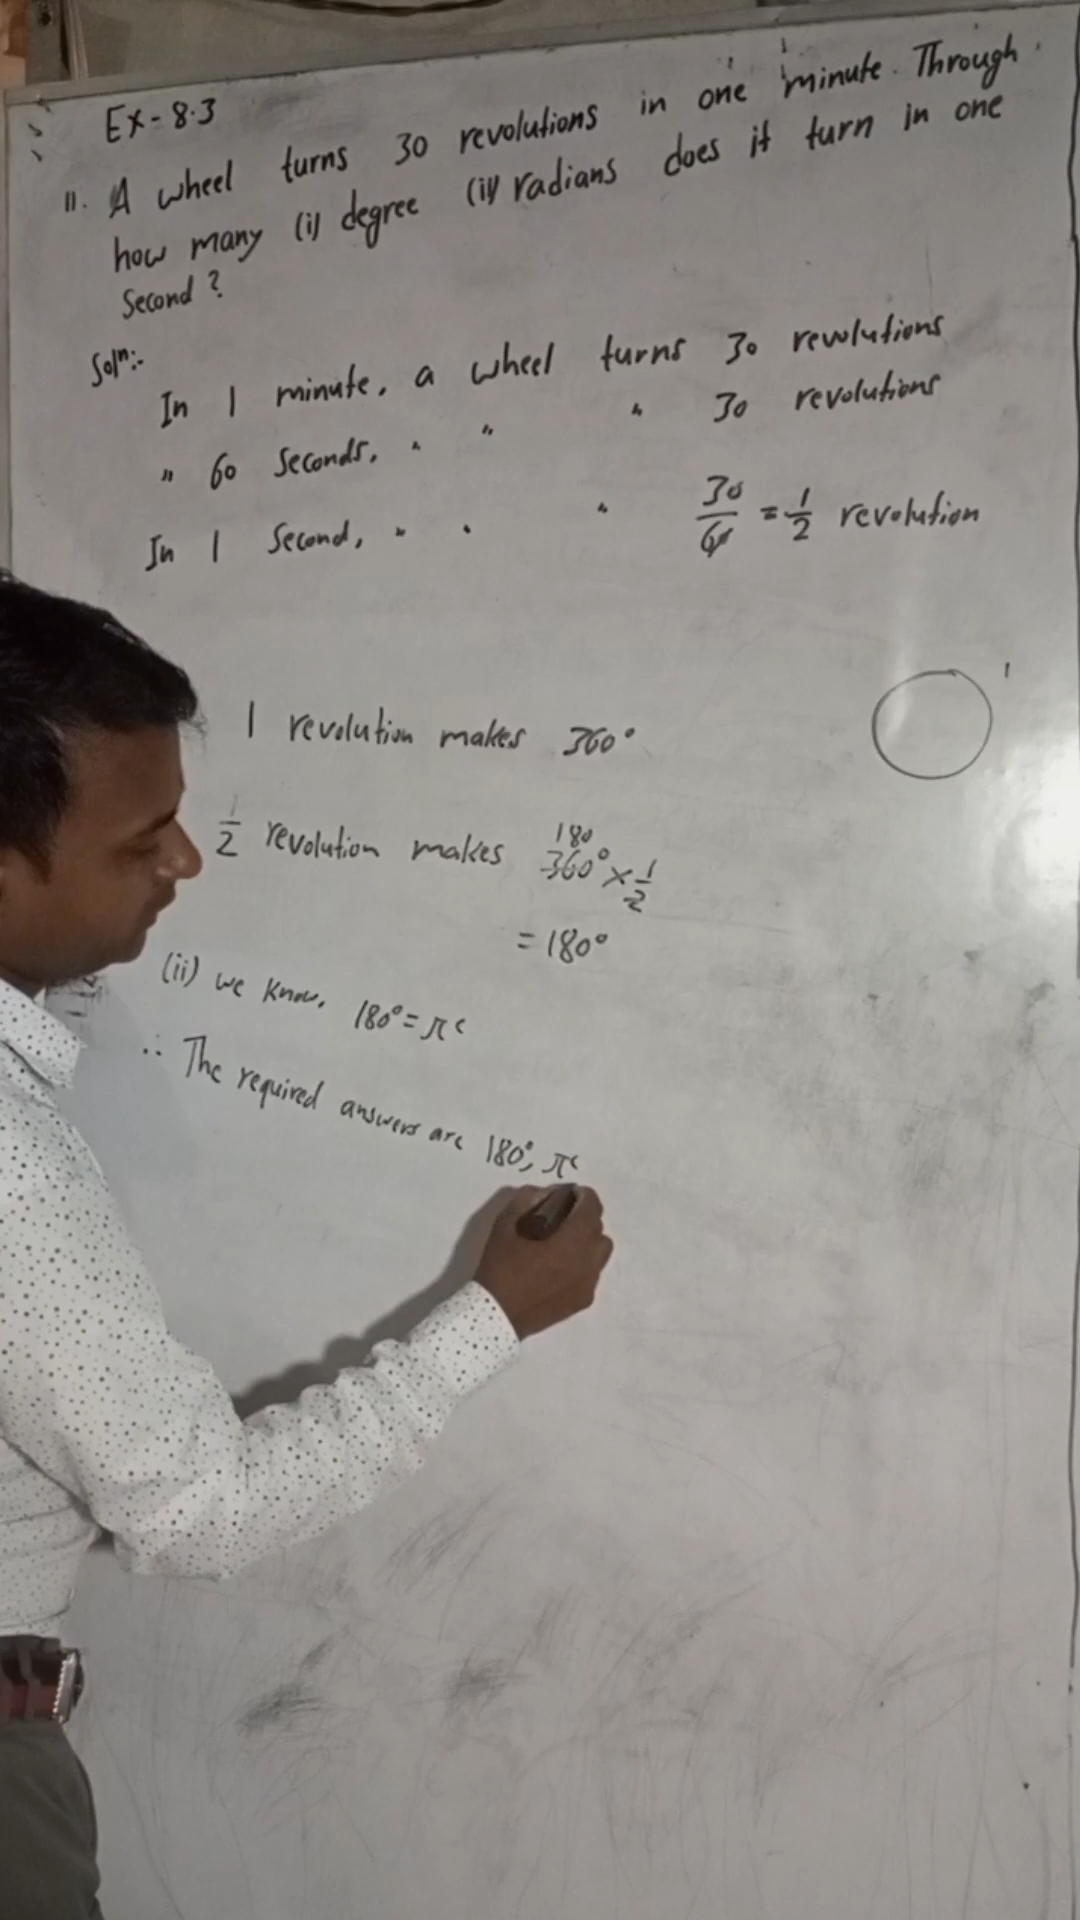 Ex-8.3
11. A wheel turns 30 revolutions in one minute. Through
how many (i) degree (ii) radians does it turn in one
Second?
Solⁿ:-
In 1 minute, a wheel turns 30 revolutions
" 60 Seconds, " " " 30 revolutions
In 1 Second, " " " 30/60 = 1/2 revolution
1 revolution makes 360°
1/2 revolution makes 360° × 1/2
180
= 180°
(ii) we know, 180° = πᶜ
∴ The required answers are 180°, πᶜ